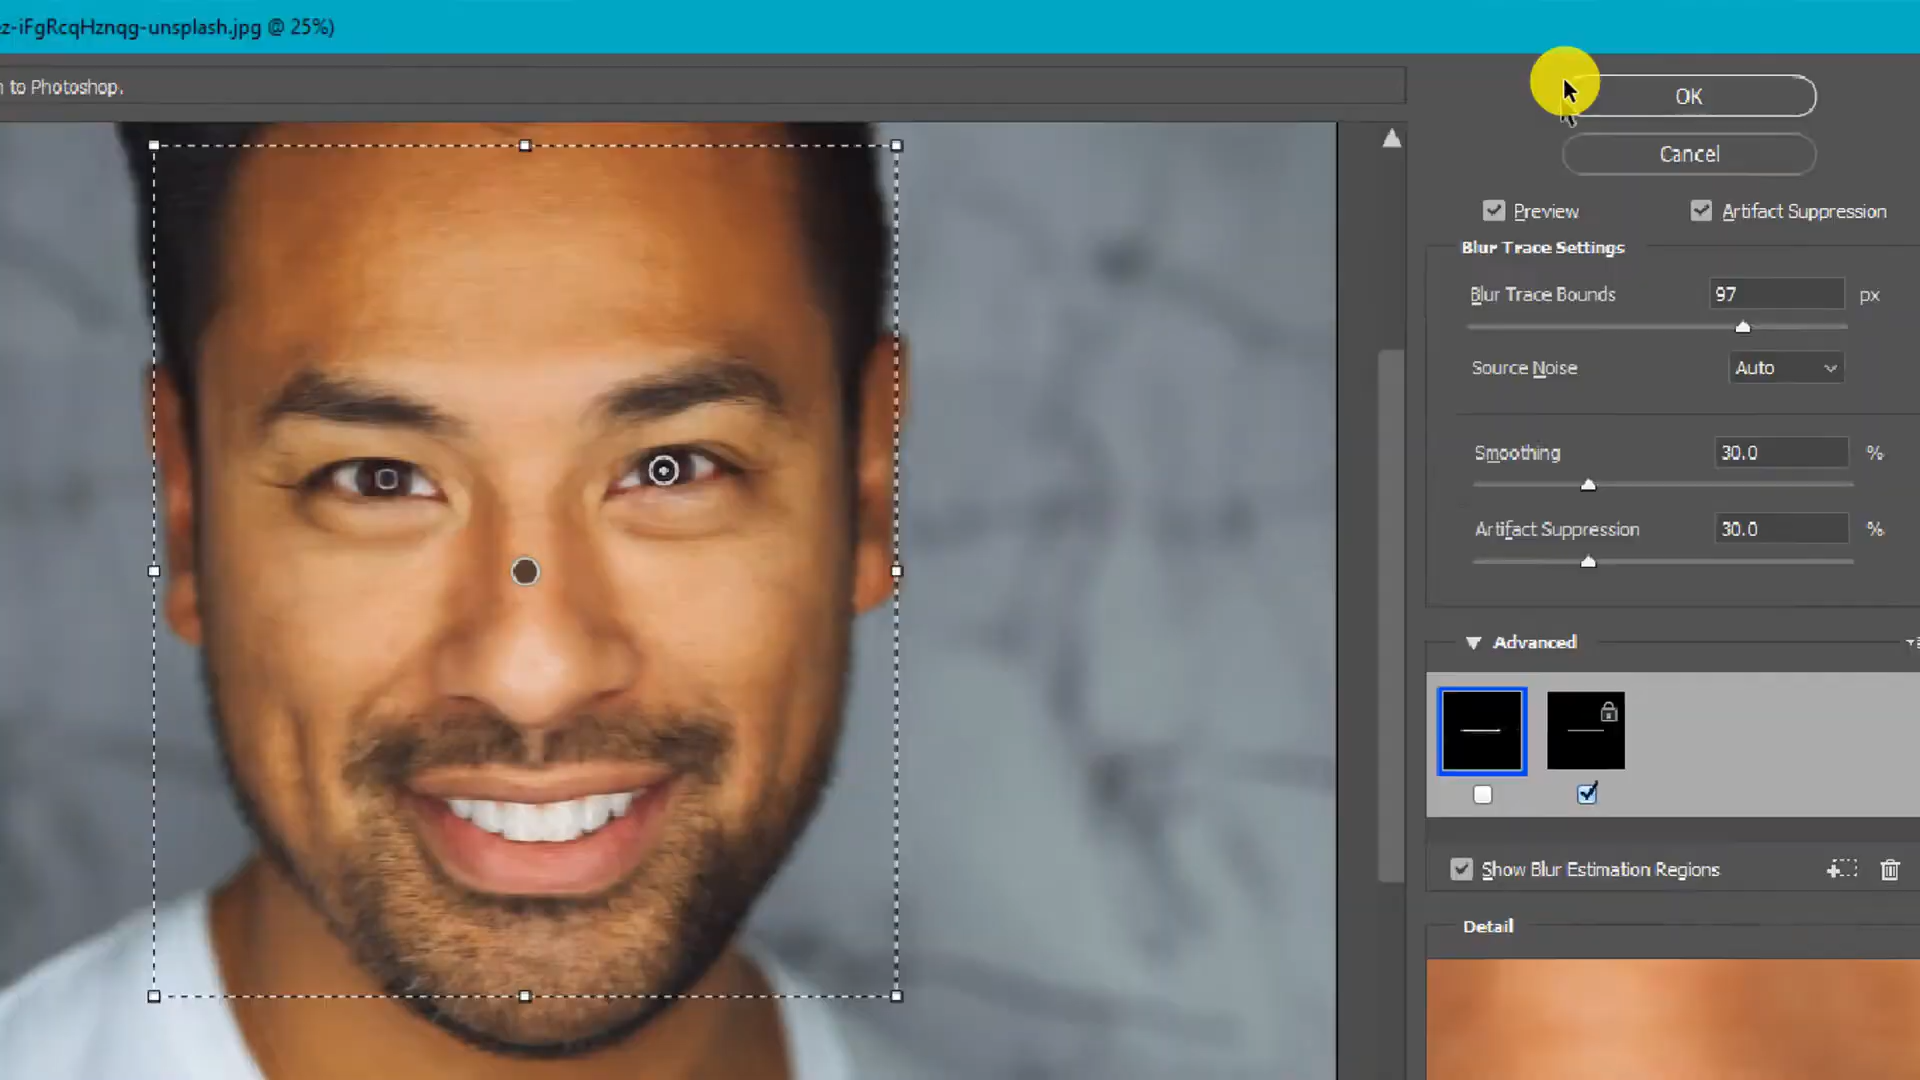 z-iFgRcqHznqg-unsplash.jpg @ 25%)
to Photoshop.
OK
Cancel
Preview
Artifact Suppression
Blur Trace Settings
Blur Trace Bounds 97 px
Source Noise Auto
Smoothing 30.0 %
Artifact Suppression 30.0 %
Advanced
Show Blur Estimation Regions
Detail